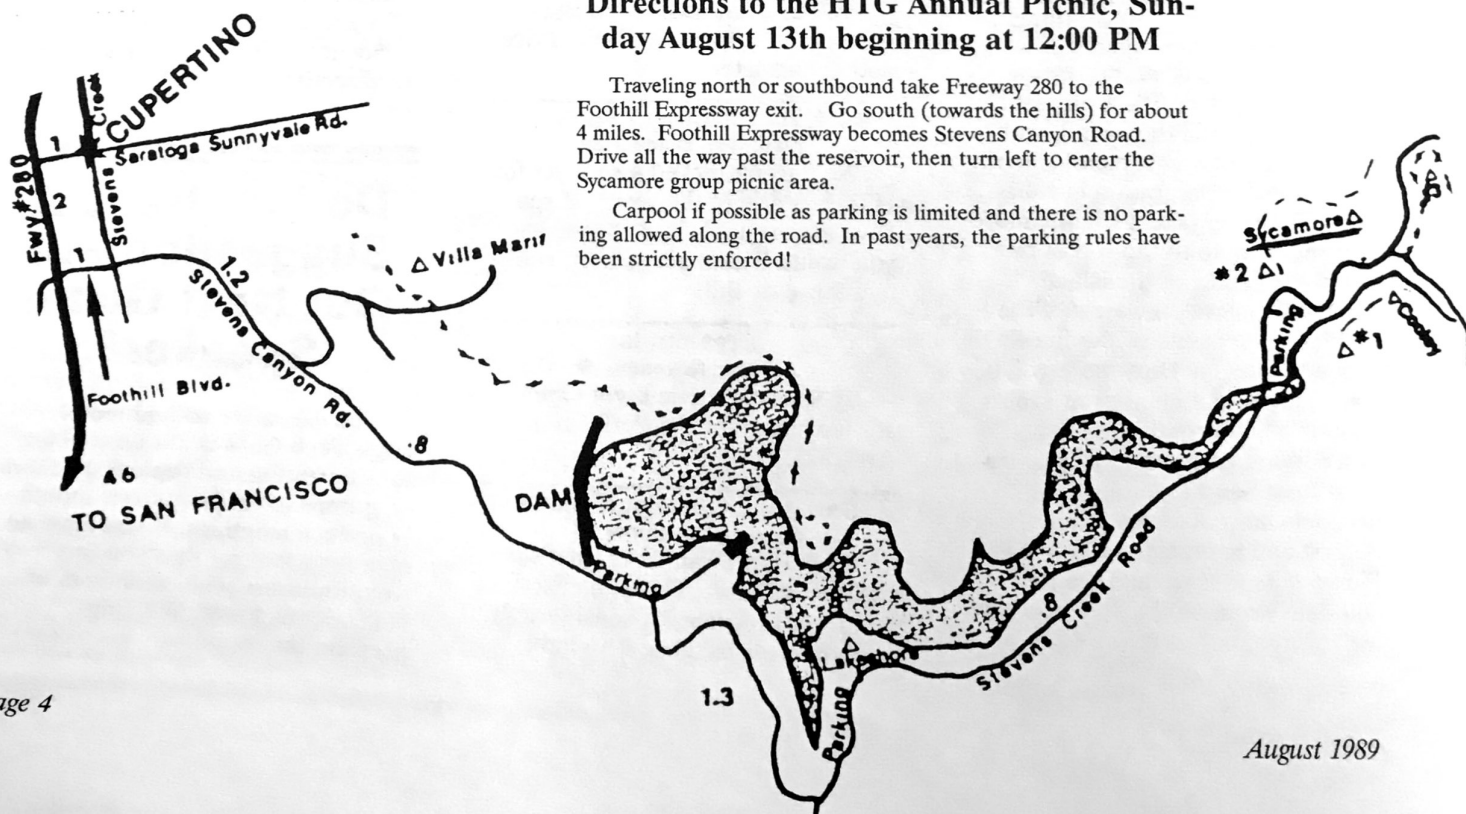 Directions to the HTG Annual Picnic, Sun-
day August 13th beginning at 12:00 PM
Traveling north or southbound take Freeway 280 to the
Foothill Expressway exit. Go south (towards the hills) for about
4 miles. Foothill Expressway becomes Stevens Canyon Road.
Drive all the way past the reservoir, then turn left to enter the
Sycamore group picnic area.
Carpool if possible as parking is limited and there is no park-
ing allowed along the road. In past years, the parking rules have
been stricttly enforced!
CUPERTINO
Stevens Creek
Saratoga Sunnyvale Rd.
Fwy #280
1
2
1
1.2
Stevens Canyon Rd.
Villa Maria
Foothill Blvd.
.8
TO SAN FRANCISCO
46
DAM
Parking
1.3
Lakeshore
Parking
.8
Stevens Creek Road
Sycamore
#2
Parking
#1
Cooley
age 4
August 1989